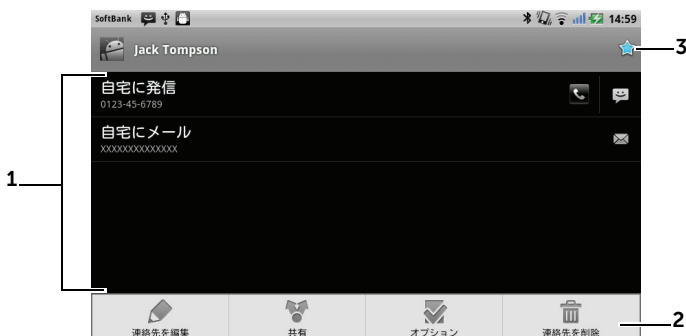 SoftBank 14:59
Jack Tompson
3
自宅に発信
0123-45-6789
自宅にメール
XXXXXXXXXXXXXX
1
連絡先を編集 共有 オプション 連絡先を削除
2